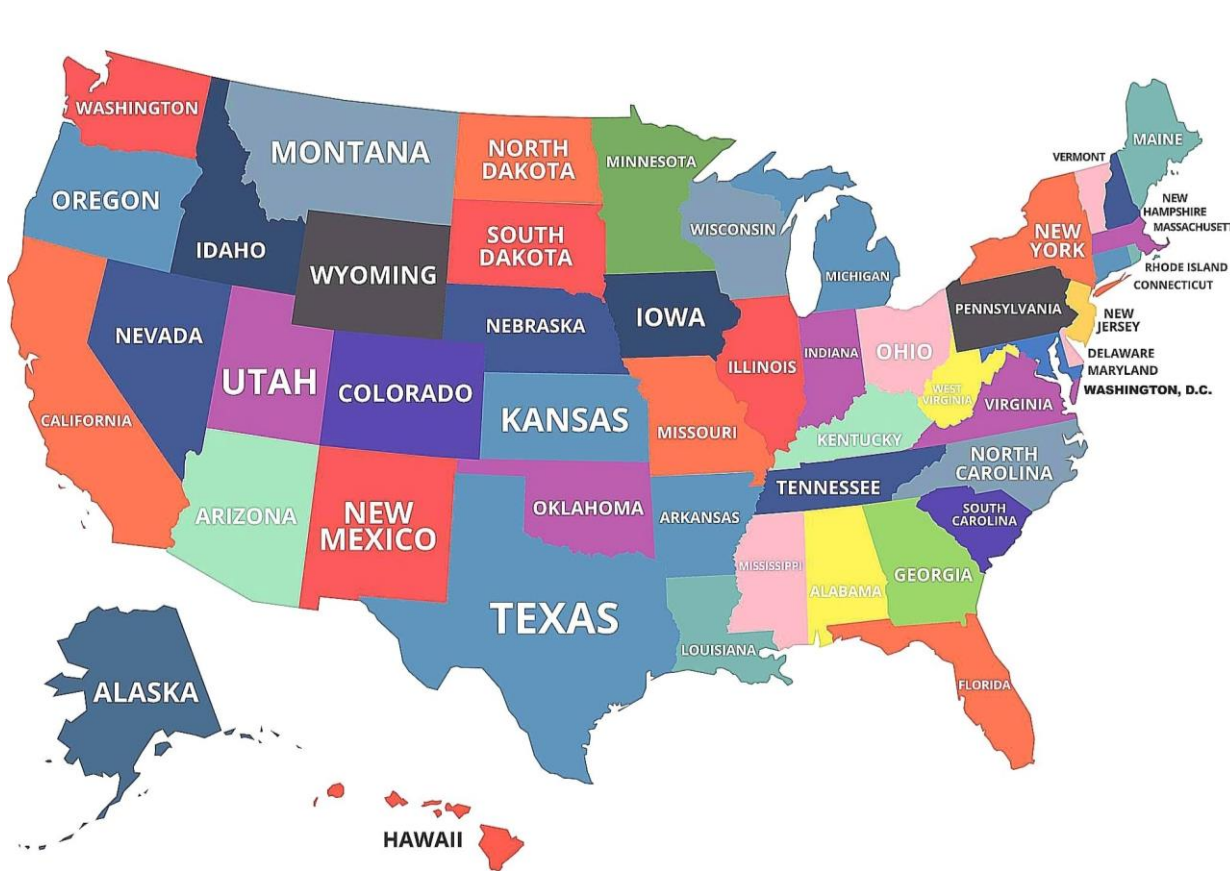 WASHINGTON
MONTANA
NORTH
DAKOTA
MINNESOTA
VERMONT
MAINE
OREGON
IDAHO
WYOMING
SOUTH
DAKOTA
WISCONSIN
MICHIGAN
NEW
YORK
NEW
HAMPSHIRE
MASSACHUSET
RHODE ISLAND
CONNECTICUT
NEVADA
UTAH
COLORADO
NEBRASKA
IOWA
ILLINOIS
INDIANA
OHIO
PENNSYLVANIA
NEW
JERSEY
DELAWARE
MARYLAND
WASHINGTON, D.C.
CALIFORNIA
KANSAS
MISSOURI
KENTUCKY
WEST
VIRGINIA
VIRGINIA
ARIZONA
NEW
MEXICO
OKLAHOMA
ARKANSAS
TENNESSEE
NORTH
CAROLINA
SOUTH
CAROLINA
TEXAS
LOUISIANA
MISSISSIPPI
ALABAMA
GEORGIA
FLORIDA
ALASKA
HAWAII